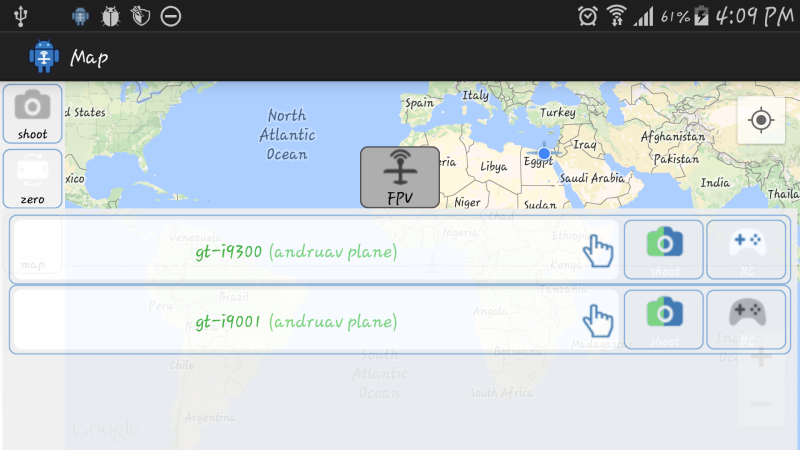 61% 4:09 PM
Map
shoot
zero
map
d States
xico
North
Atlantic
Ocean
Spain
Italy
Turkey
Iraq
Afghanistan
Pakistan
Libya
Egypt
Saudi Arabia
India
Thaila
Niger
Sudan
Chad
FPV
Venezuela
Nigeria
Ethiopia
Kenya
gt-i9300 (andruav plane)
shoot
RC
Tanzania
Peru
Brazil
Angola
gt-i9001 (andruav plane)
shoot
RC
Botswana
Madagascar
South
Atlantic
Ocean
Chile
South Africa
Argentina
Google